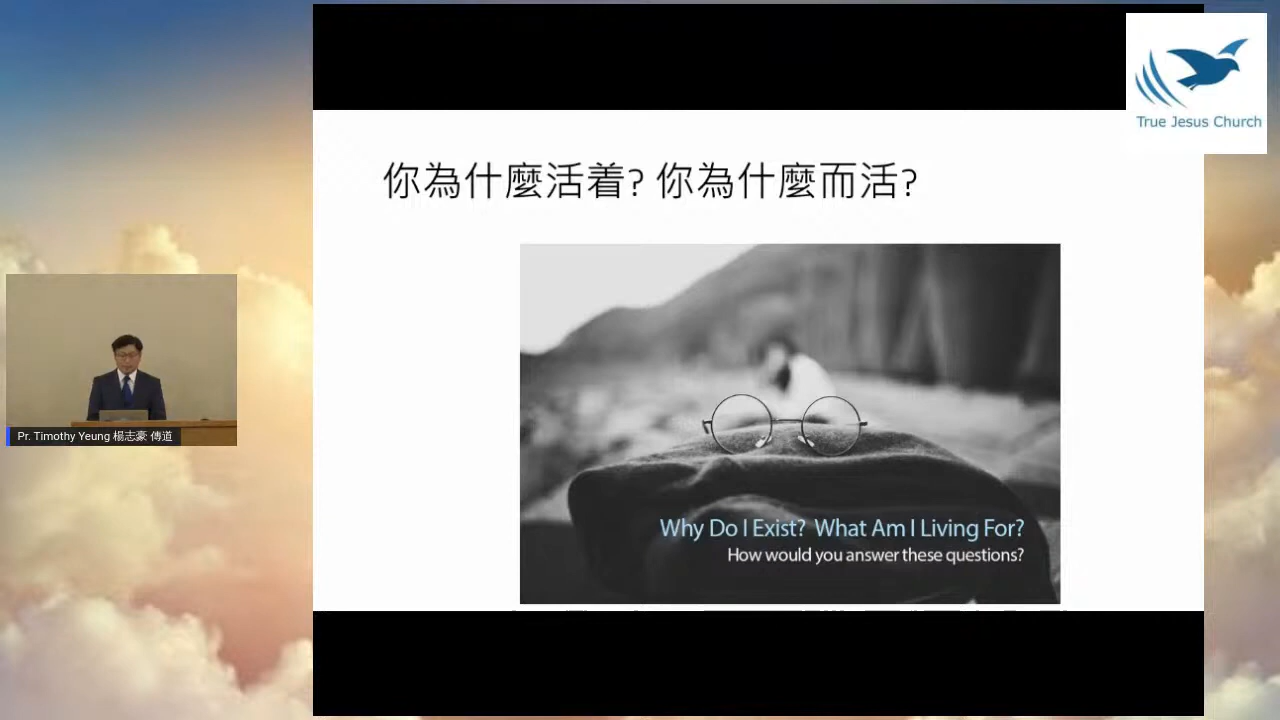 True Jesus Church
你為什麼活着? 你為什麼而活?
Why Do I Exist? What Am I Living For?
How would you answer these questions?
Pr. Timothy Yeung 楊志豪 傳道